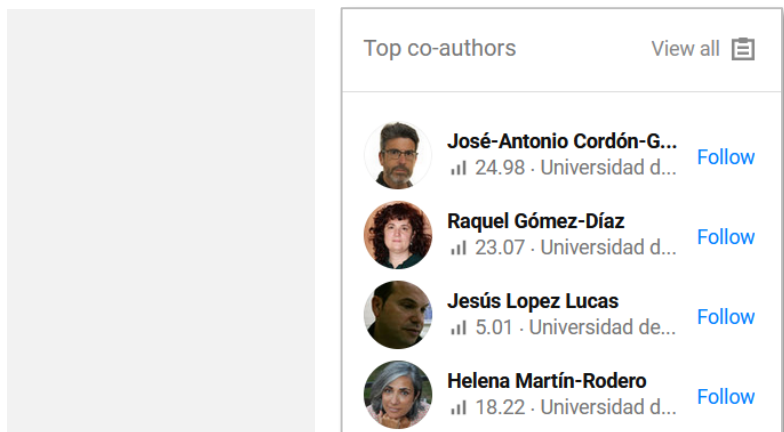 Top co-authors View all
José-Antonio Cordón-G...
24.98 · Universidad d...
Follow
Raquel Gómez-Díaz
23.07 · Universidad d...
Follow
Jesús Lopez Lucas
5.01 · Universidad de...
Follow
Helena Martín-Rodero
18.22 · Universidad d...
Follow